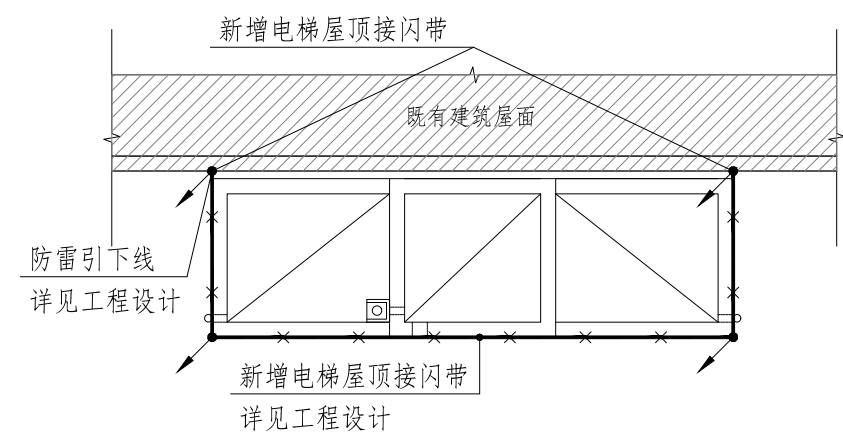 新增电梯屋顶接闪带
既有建筑屋面
防雷引下线
详见工程设计
新增电梯屋顶接闪带
详见工程设计